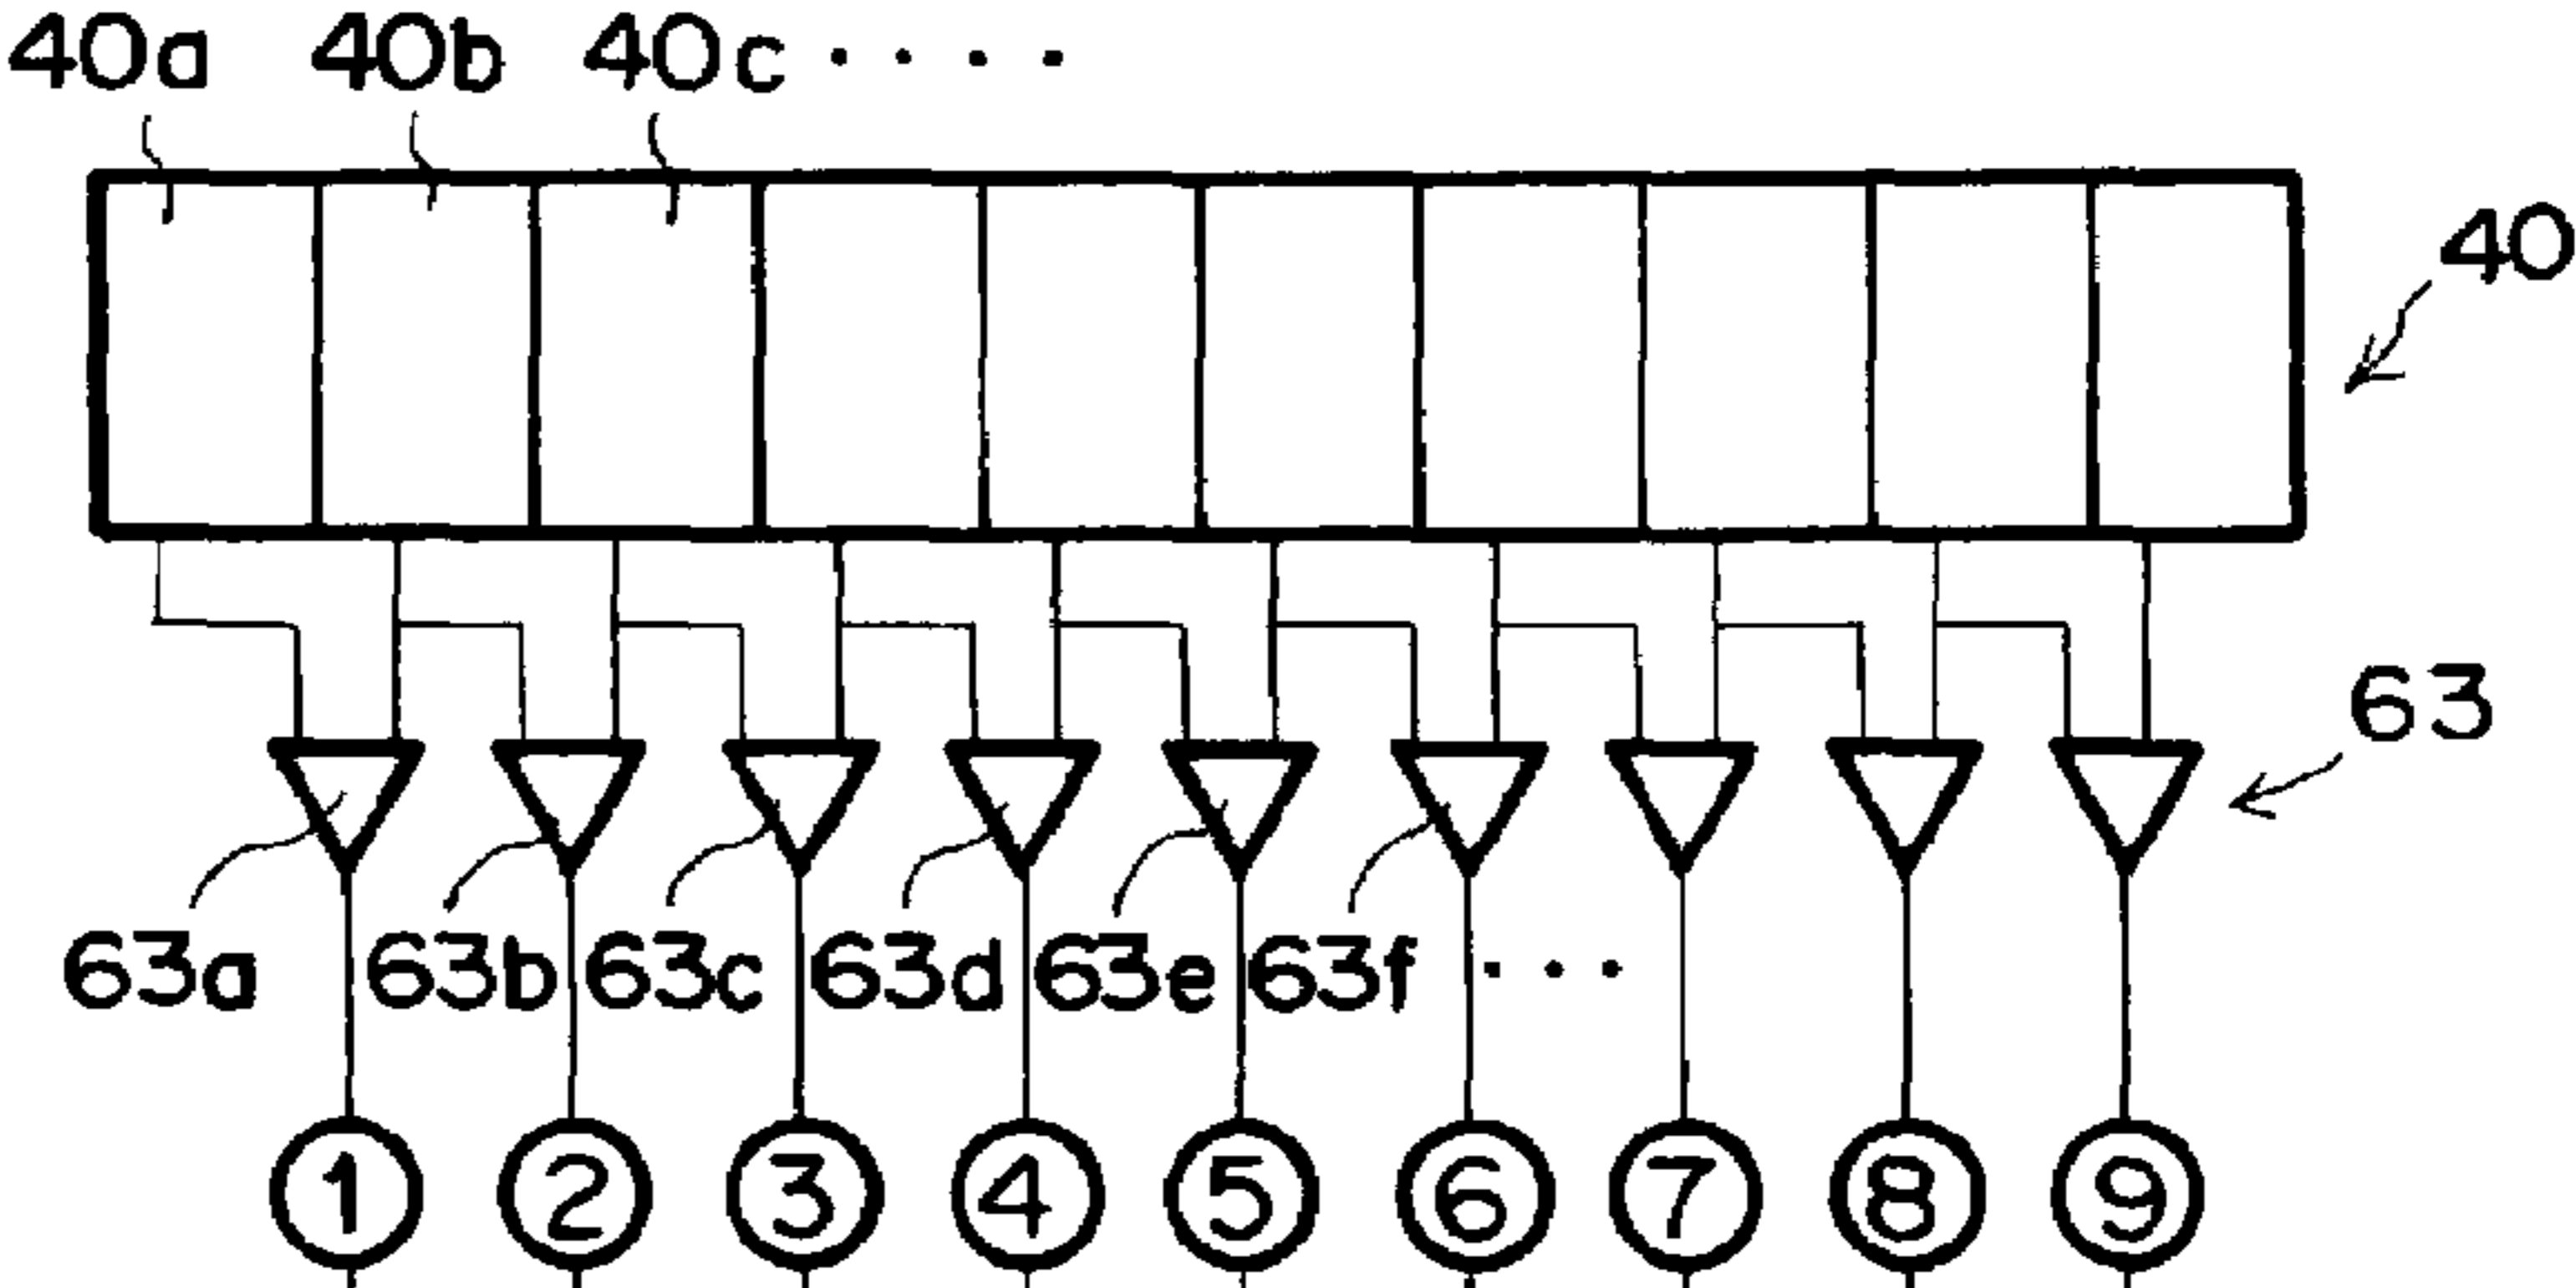 40a 40b 40c ････
40
63
63a 63b 63c 63d 63e 63f ･･･
① ② ③ ④ ⑤ ⑥ ⑦ ⑧ ⑨